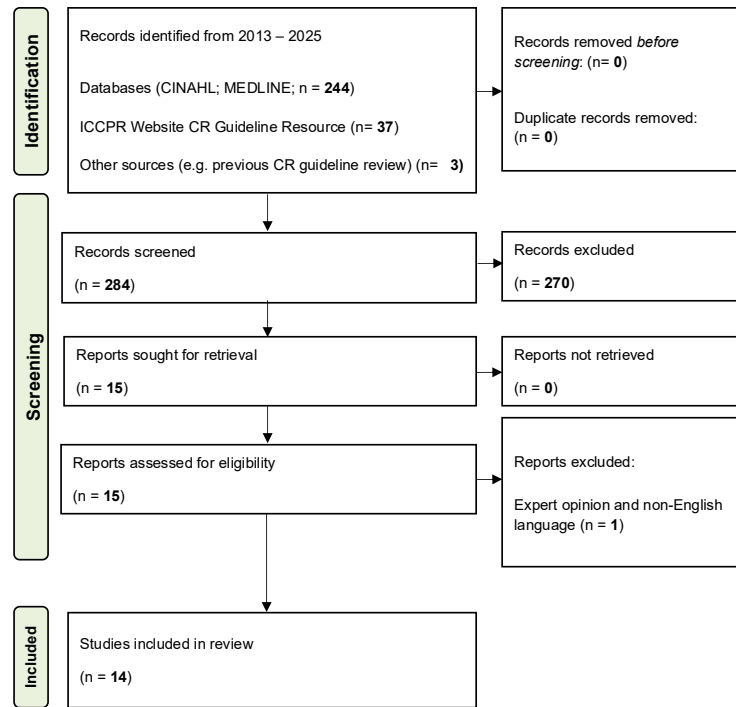 Identification
Records identified from 2013 – 2025
Databases (CINAHL; MEDLINE; n = 244)
ICCPR Website CR Guideline Resource (n= 37)
Other sources (e.g. previous CR guideline review) (n= 3)
Records removed before
screening: (n= 0)
Duplicate records removed:
(n = 0)
Screening
Records screened
(n = 284)
Records excluded
(n = 270)
Reports sought for retrieval
(n = 15)
Reports not retrieved
(n = 0)
Reports assessed for eligibility
(n = 15)
Reports excluded:
Expert opinion and non-English
language (n = 1)
Included
Studies included in review
(n = 14)